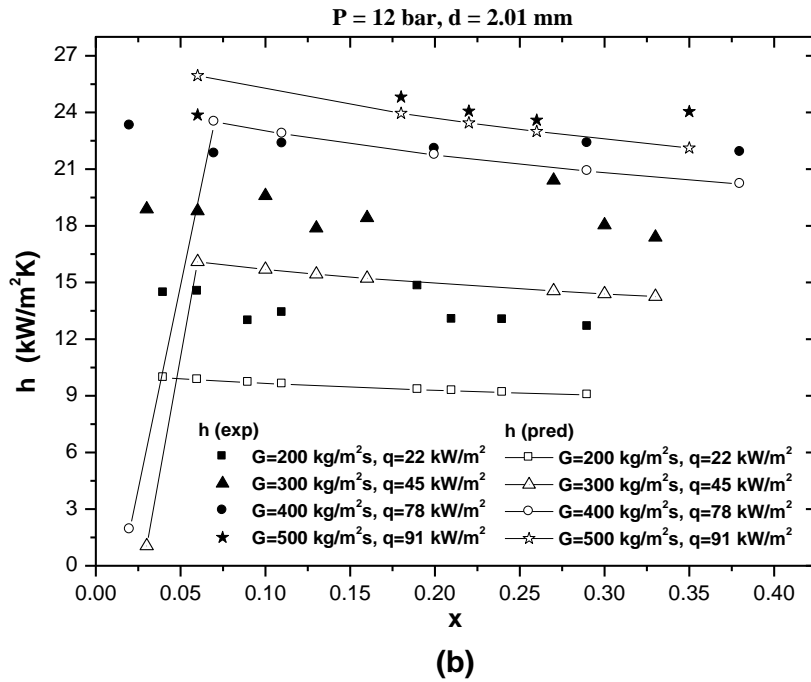 P = 12 bar, d = 2.01 mm
27
24
21
18
15
12
9
6
3
0
h (kW/m²K)
h (exp)
G=200 kg/m²s, q=22 kW/m²
G=300 kg/m²s, q=45 kW/m²
G=400 kg/m²s, q=78 kW/m²
G=500 kg/m²s, q=91 kW/m²
h (pred)
G=200 kg/m²s, q=22 kW/m²
G=300 kg/m²s, q=45 kW/m²
G=400 kg/m²s, q=78 kW/m²
G=500 kg/m²s, q=91 kW/m²
0.00 0.05 0.10 0.15 0.20 0.25 0.30 0.35 0.40
x
(b)